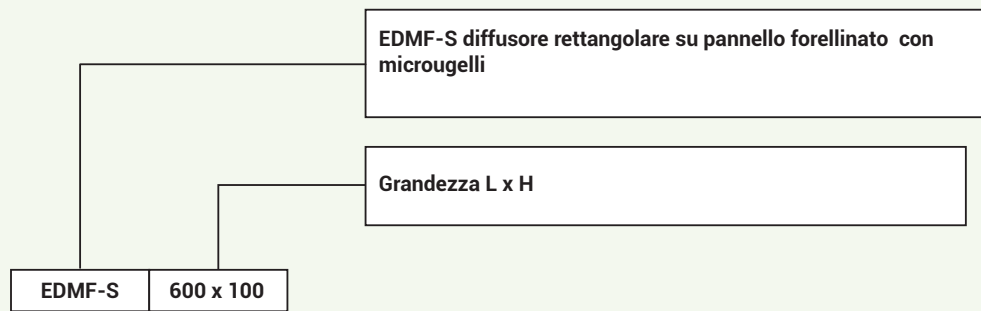 EDMF-S diffusore rettangolare su pannello forellinato con
microugelli
Grandezza L x H
EDMF-S
600 x 100